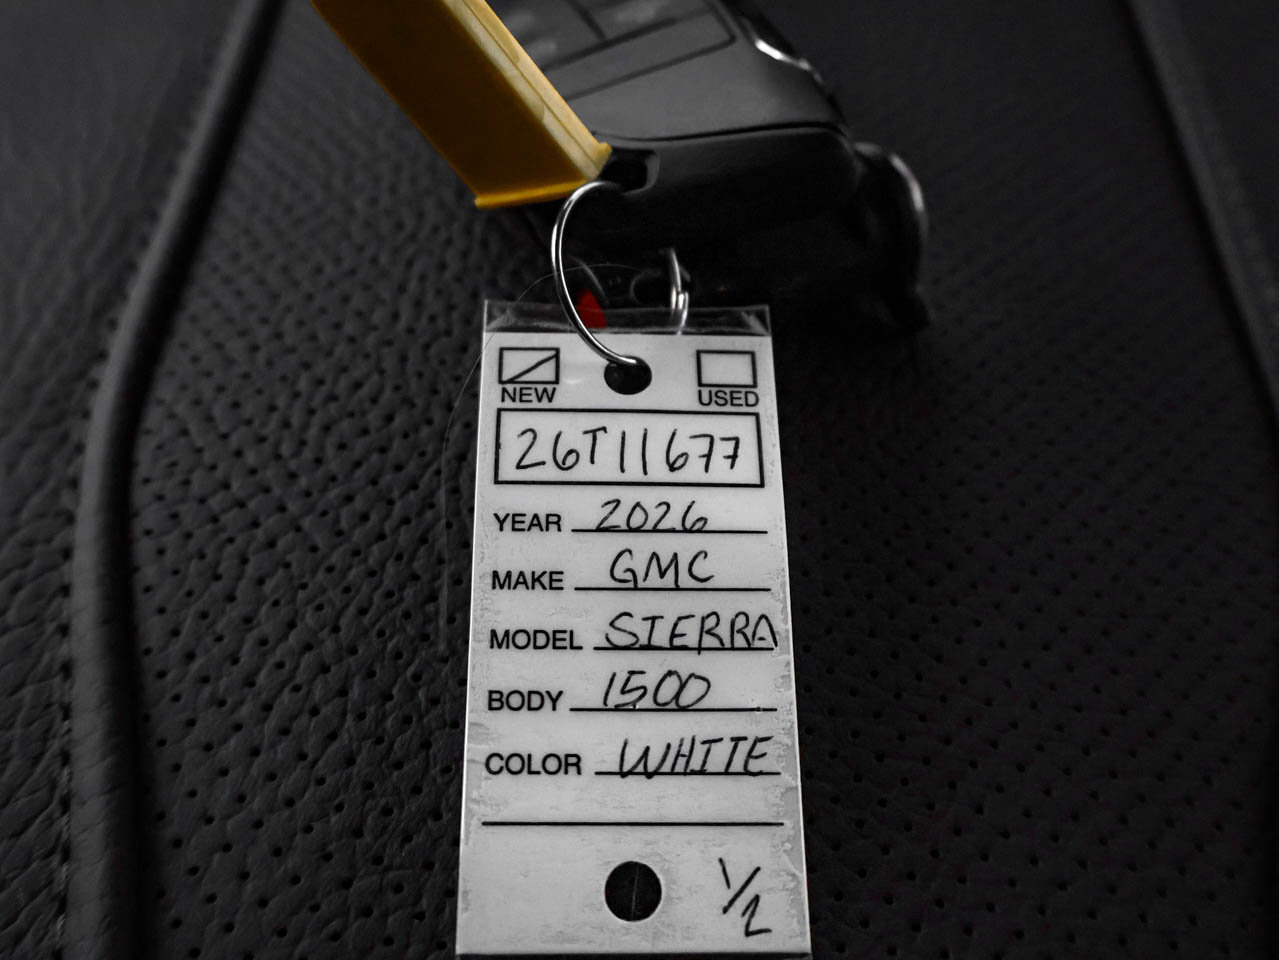 NEW USED
26T11677
YEAR 2026
MAKE GMC
MODEL SIERRA
BODY 1500
COLOR WHITE
1/2